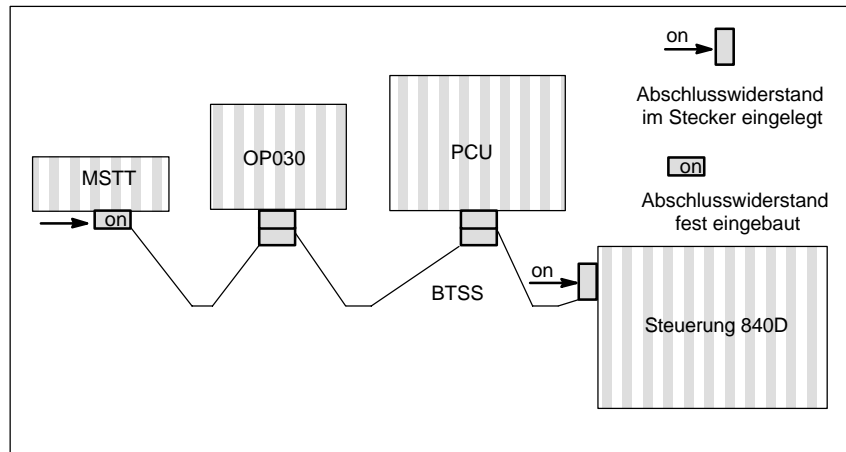 on
Abschlusswiderstand
im Stecker eingelegt
on
Abschlusswiderstand
fest eingebaut
MSTT
on
OP030
PCU
BTSS
on
Steuerung 840D